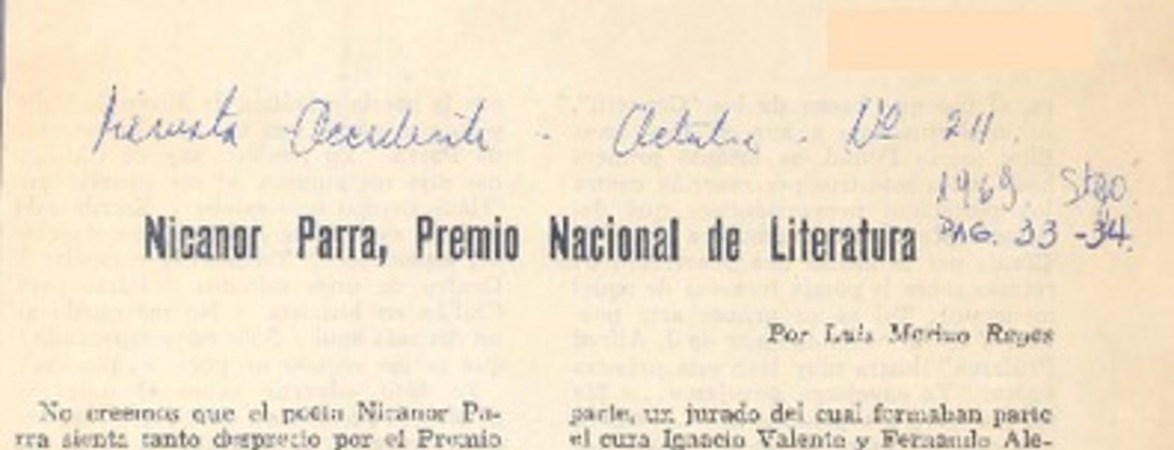 revista Occidente - Octubre - Nº 211.
1969. Stgo.
PAG. 33-34.
Nicanor Parra, Premio Nacional de Literatura
Por Luis Merino Reyes
No creemos que el poeta Nicanor Pa-
rra sienta tanto desprecio por el Premio
parte, un jurado del cual formaban parte
el cura Ignacio Valente y Fernando Ale-